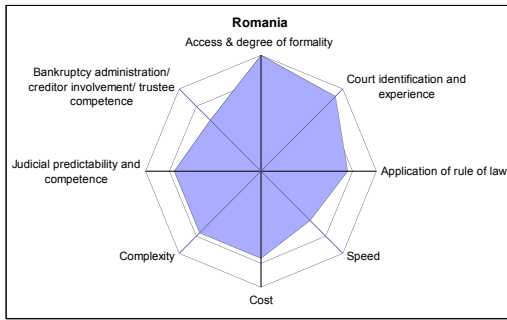 Romania
Access & degree of formality
Bankruptcy administration/
creditor involvement/ trustee
competence
Court identification and
experience
Judicial predictability and
competence
Application of rule of law
Complexity
Speed
Cost